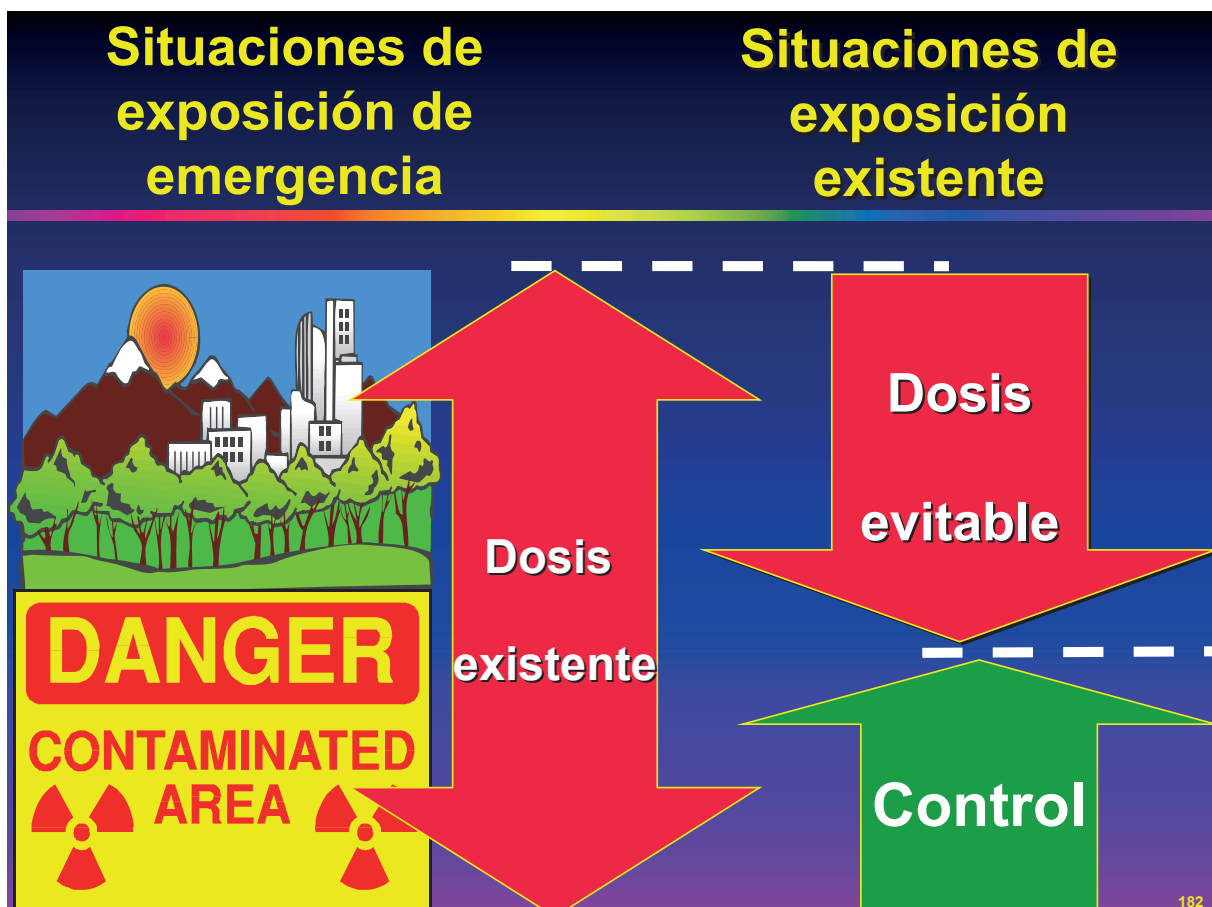 Situaciones de
exposición de
emergencia
Situaciones de
exposición
existente
Dosis
existente
Dosis
evitable
Control
DANGER
CONTAMINATED
AREA
182